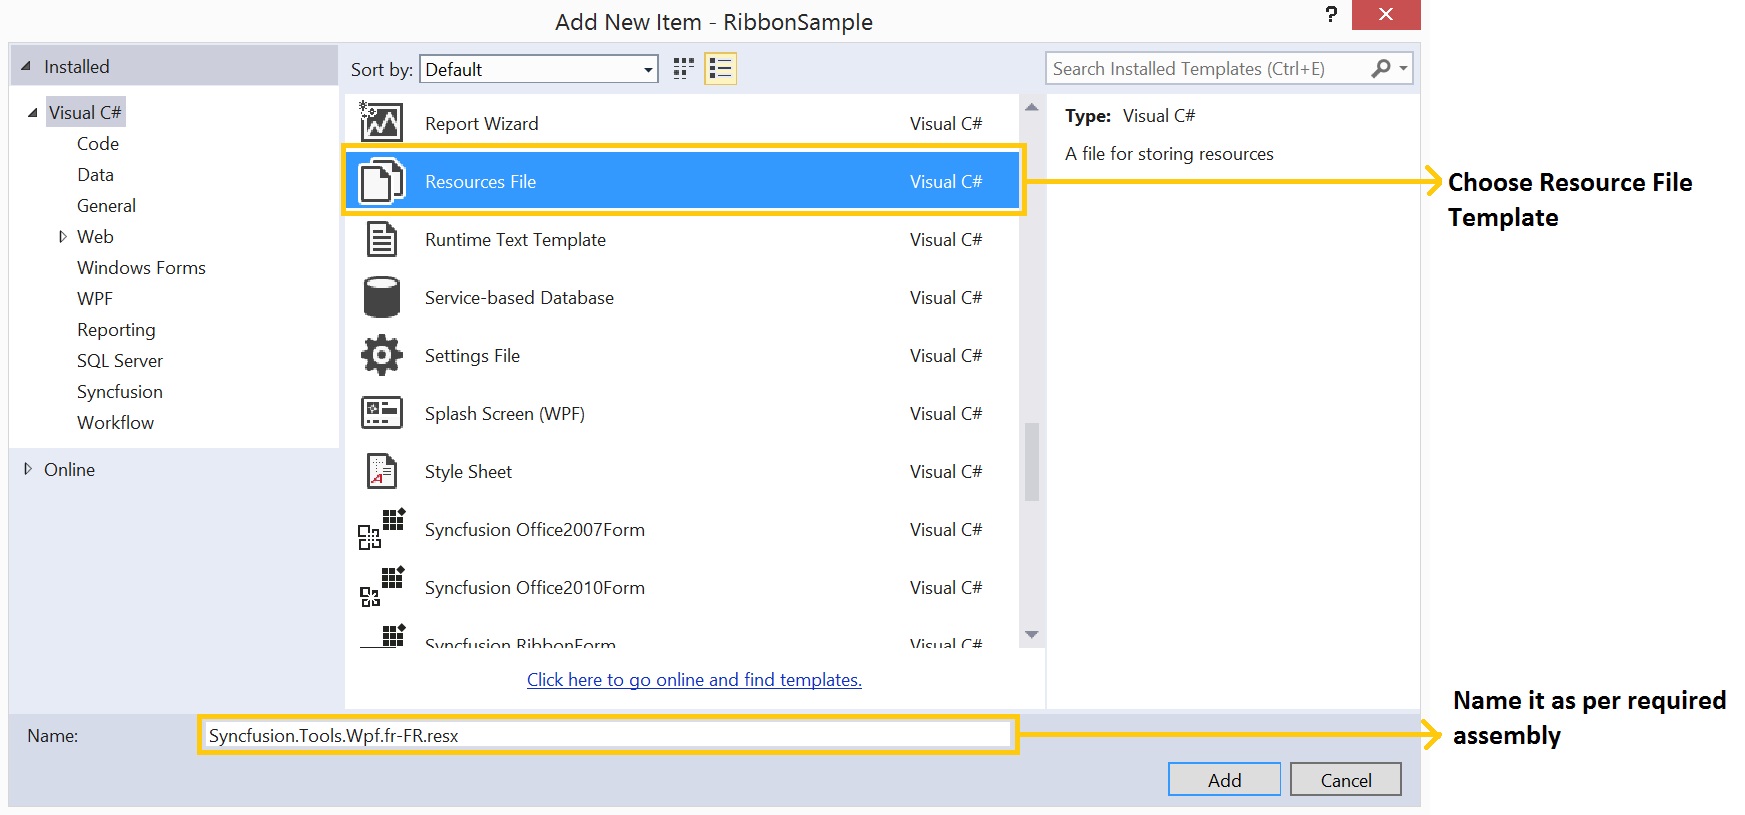 Add New Item - RibbonSample
?
Installed
Sort by: Default
Search Installed Templates (Ctrl+E)
Visual C#
Code
Data
General
Web
Windows Forms
WPF
Reporting
SQL Server
Syncfusion
Workflow
Online
Report Wizard Visual C#
Resources File Visual C#
Runtime Text Template Visual C#
Service-based Database Visual C#
Settings File Visual C#
Splash Screen (WPF) Visual C#
Style Sheet Visual C#
Syncfusion Office2007Form Visual C#
Syncfusion Office2010Form Visual C#
Syncfusion RibbonForm Visual C#
Click here to go online and find templates.
Type: Visual C#
A file for storing resources
Choose Resource File
Template
Name: Syncfusion.Tools.Wpf.fr-FR.resx
Name it as per required
assembly
Add
Cancel